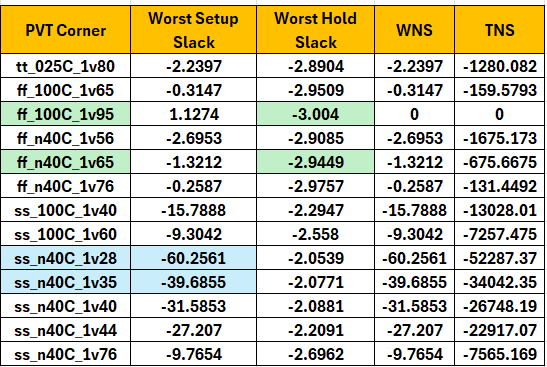 PVT Corner Worst Setup Slack Worst Hold Slack WNS TNS
tt_025C_1v80 -2.2397 -2.8904 -2.2397 -1280.082
ff_100C_1v65 -0.3147 -2.9509 -0.3147 -159.5793
ff_100C_1v95 1.1274 -3.004 0 0
ff_n40C_1v56 -2.6953 -2.9085 -2.6953 -1675.173
ff_n40C_1v65 -1.3212 -2.9449 -1.3212 -675.6675
ff_n40C_1v76 -0.2587 -2.9757 -0.2587 -131.4492
ss_100C_1v40 -15.7888 -2.2947 -15.7888 -13028.01
ss_100C_1v60 -9.3042 -2.558 -9.3042 -7257.475
ss_n40C_1v28 -60.2561 -2.0539 -60.2561 -52287.37
ss_n40C_1v35 -39.6855 -2.0771 -39.6855 -34042.35
ss_n40C_1v40 -31.5853 -2.0881 -31.5853 -26748.19
ss_n40C_1v44 -27.207 -2.2091 -27.207 -22917.07
ss_n40C_1v76 -9.7654 -2.6962 -9.7654 -7565.169